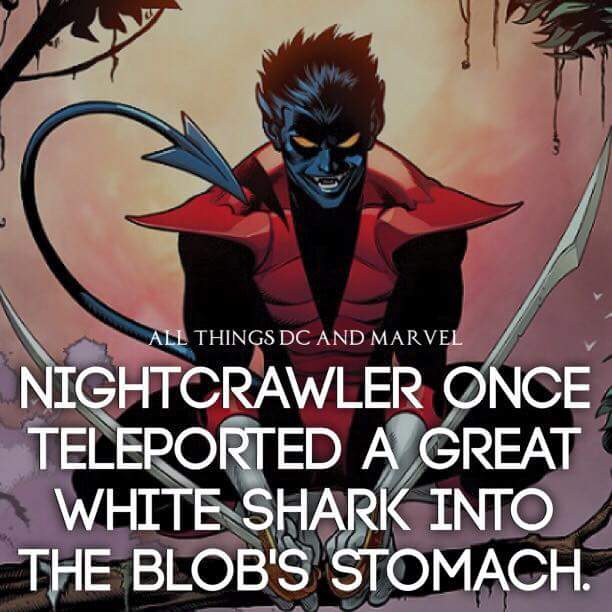 ALL THINGS DC AND MARVEL
NIGHTCRAWLER ONCE
TELEPORTED A GREAT
WHITE SHARK INTO
THE BLOB'S STOMACH.